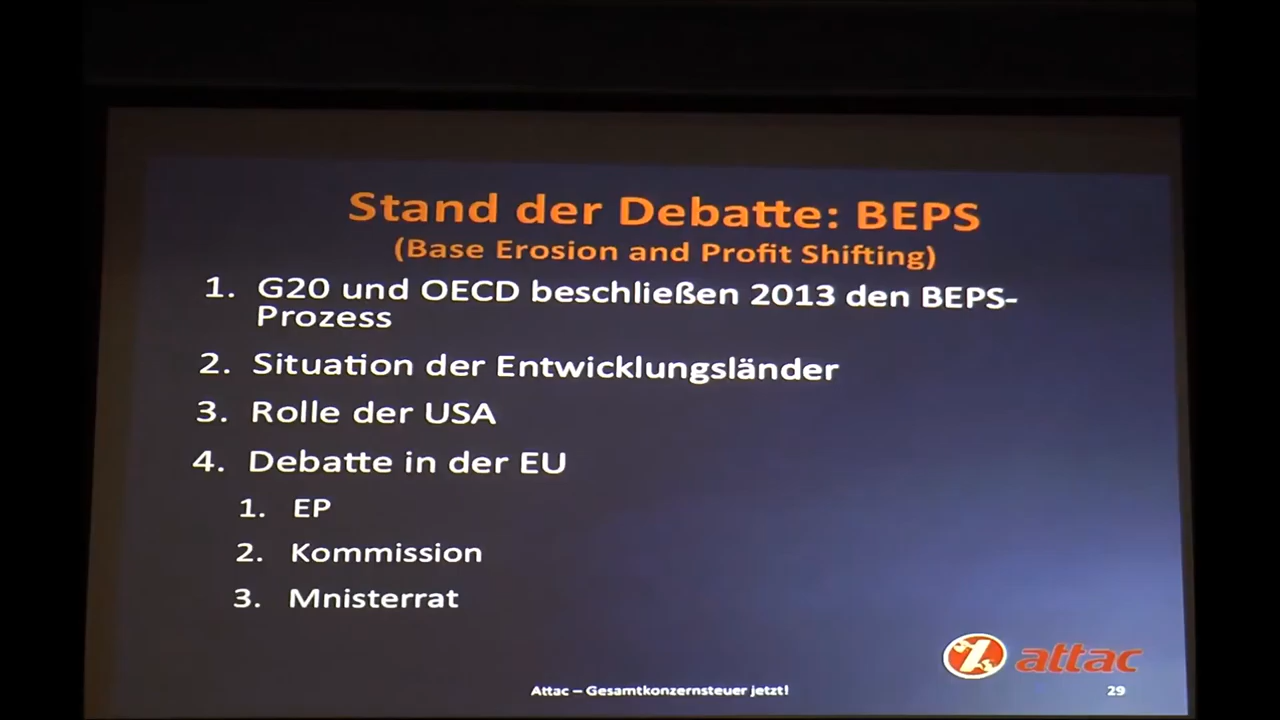 Stand der Debatte: BEPS
(Base Erosion and Profit Shifting)
1. G20 und OECD beschließen 2013 den BEPS-
Prozess
2. Situation der Entwicklungsländer
3. Rolle der USA
4. Debatte in der EU
1. EP
2. Kommission
3. Mnisterrat
attac
Attac – Gesamtkonzernsteuer jetzt!
29